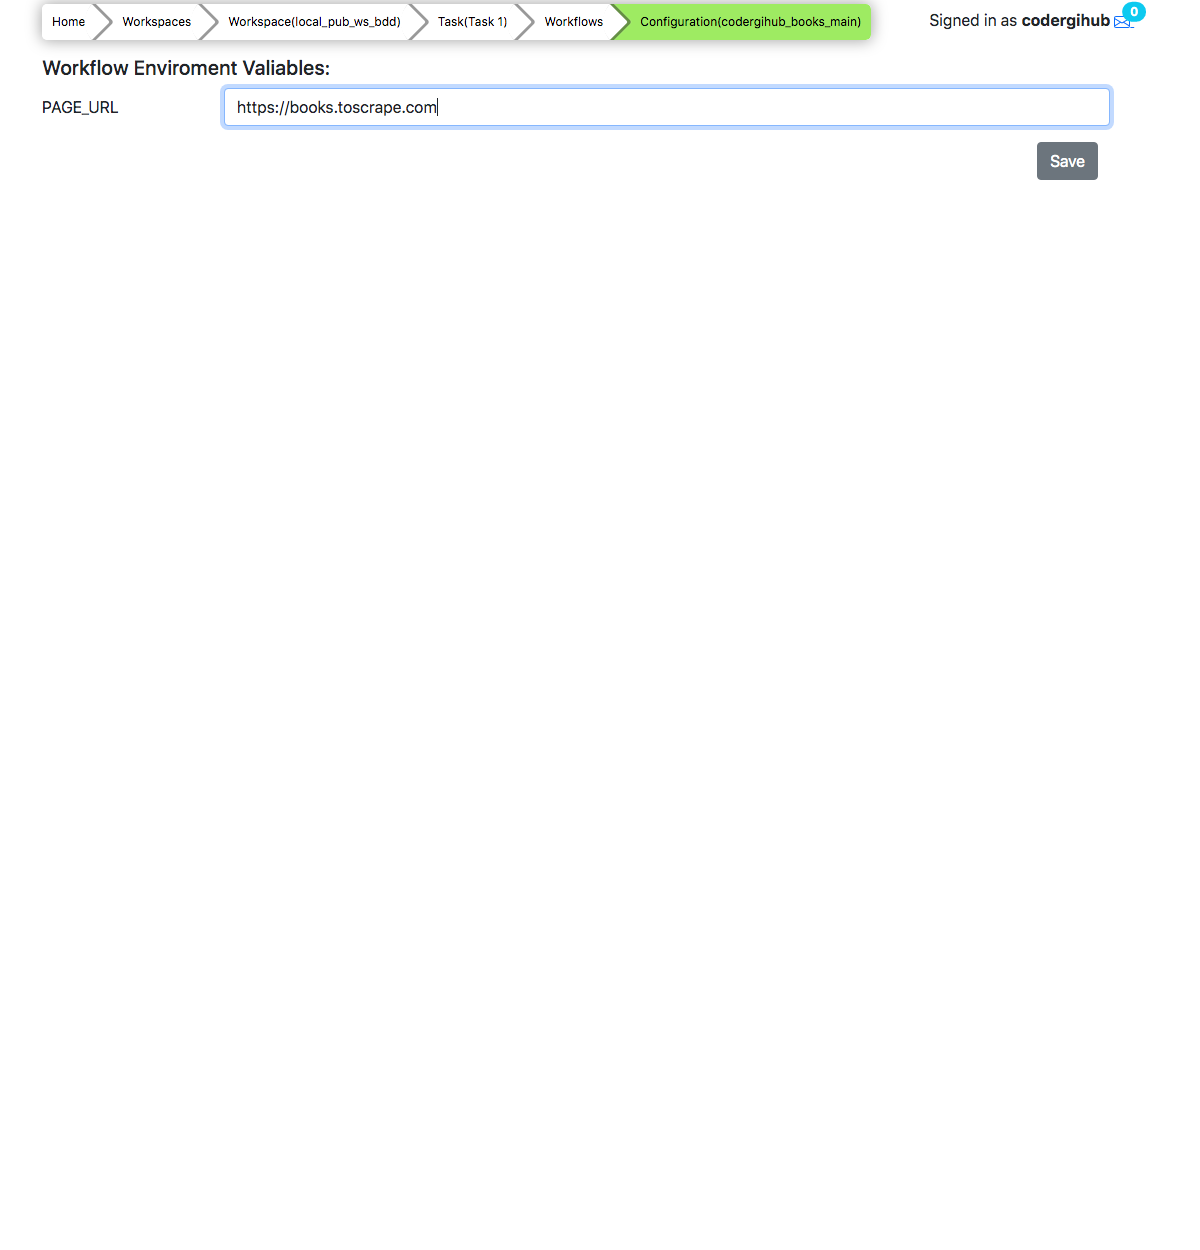 Home Workspaces Workspace(local_pub_ws_bdd) Task(Task 1) Workflows Configuration(codergihub_books_main) Signed in as codergihub 0
Workflow Enviroment Valiables:
PAGE_URL https://books.toscrape.com
Save